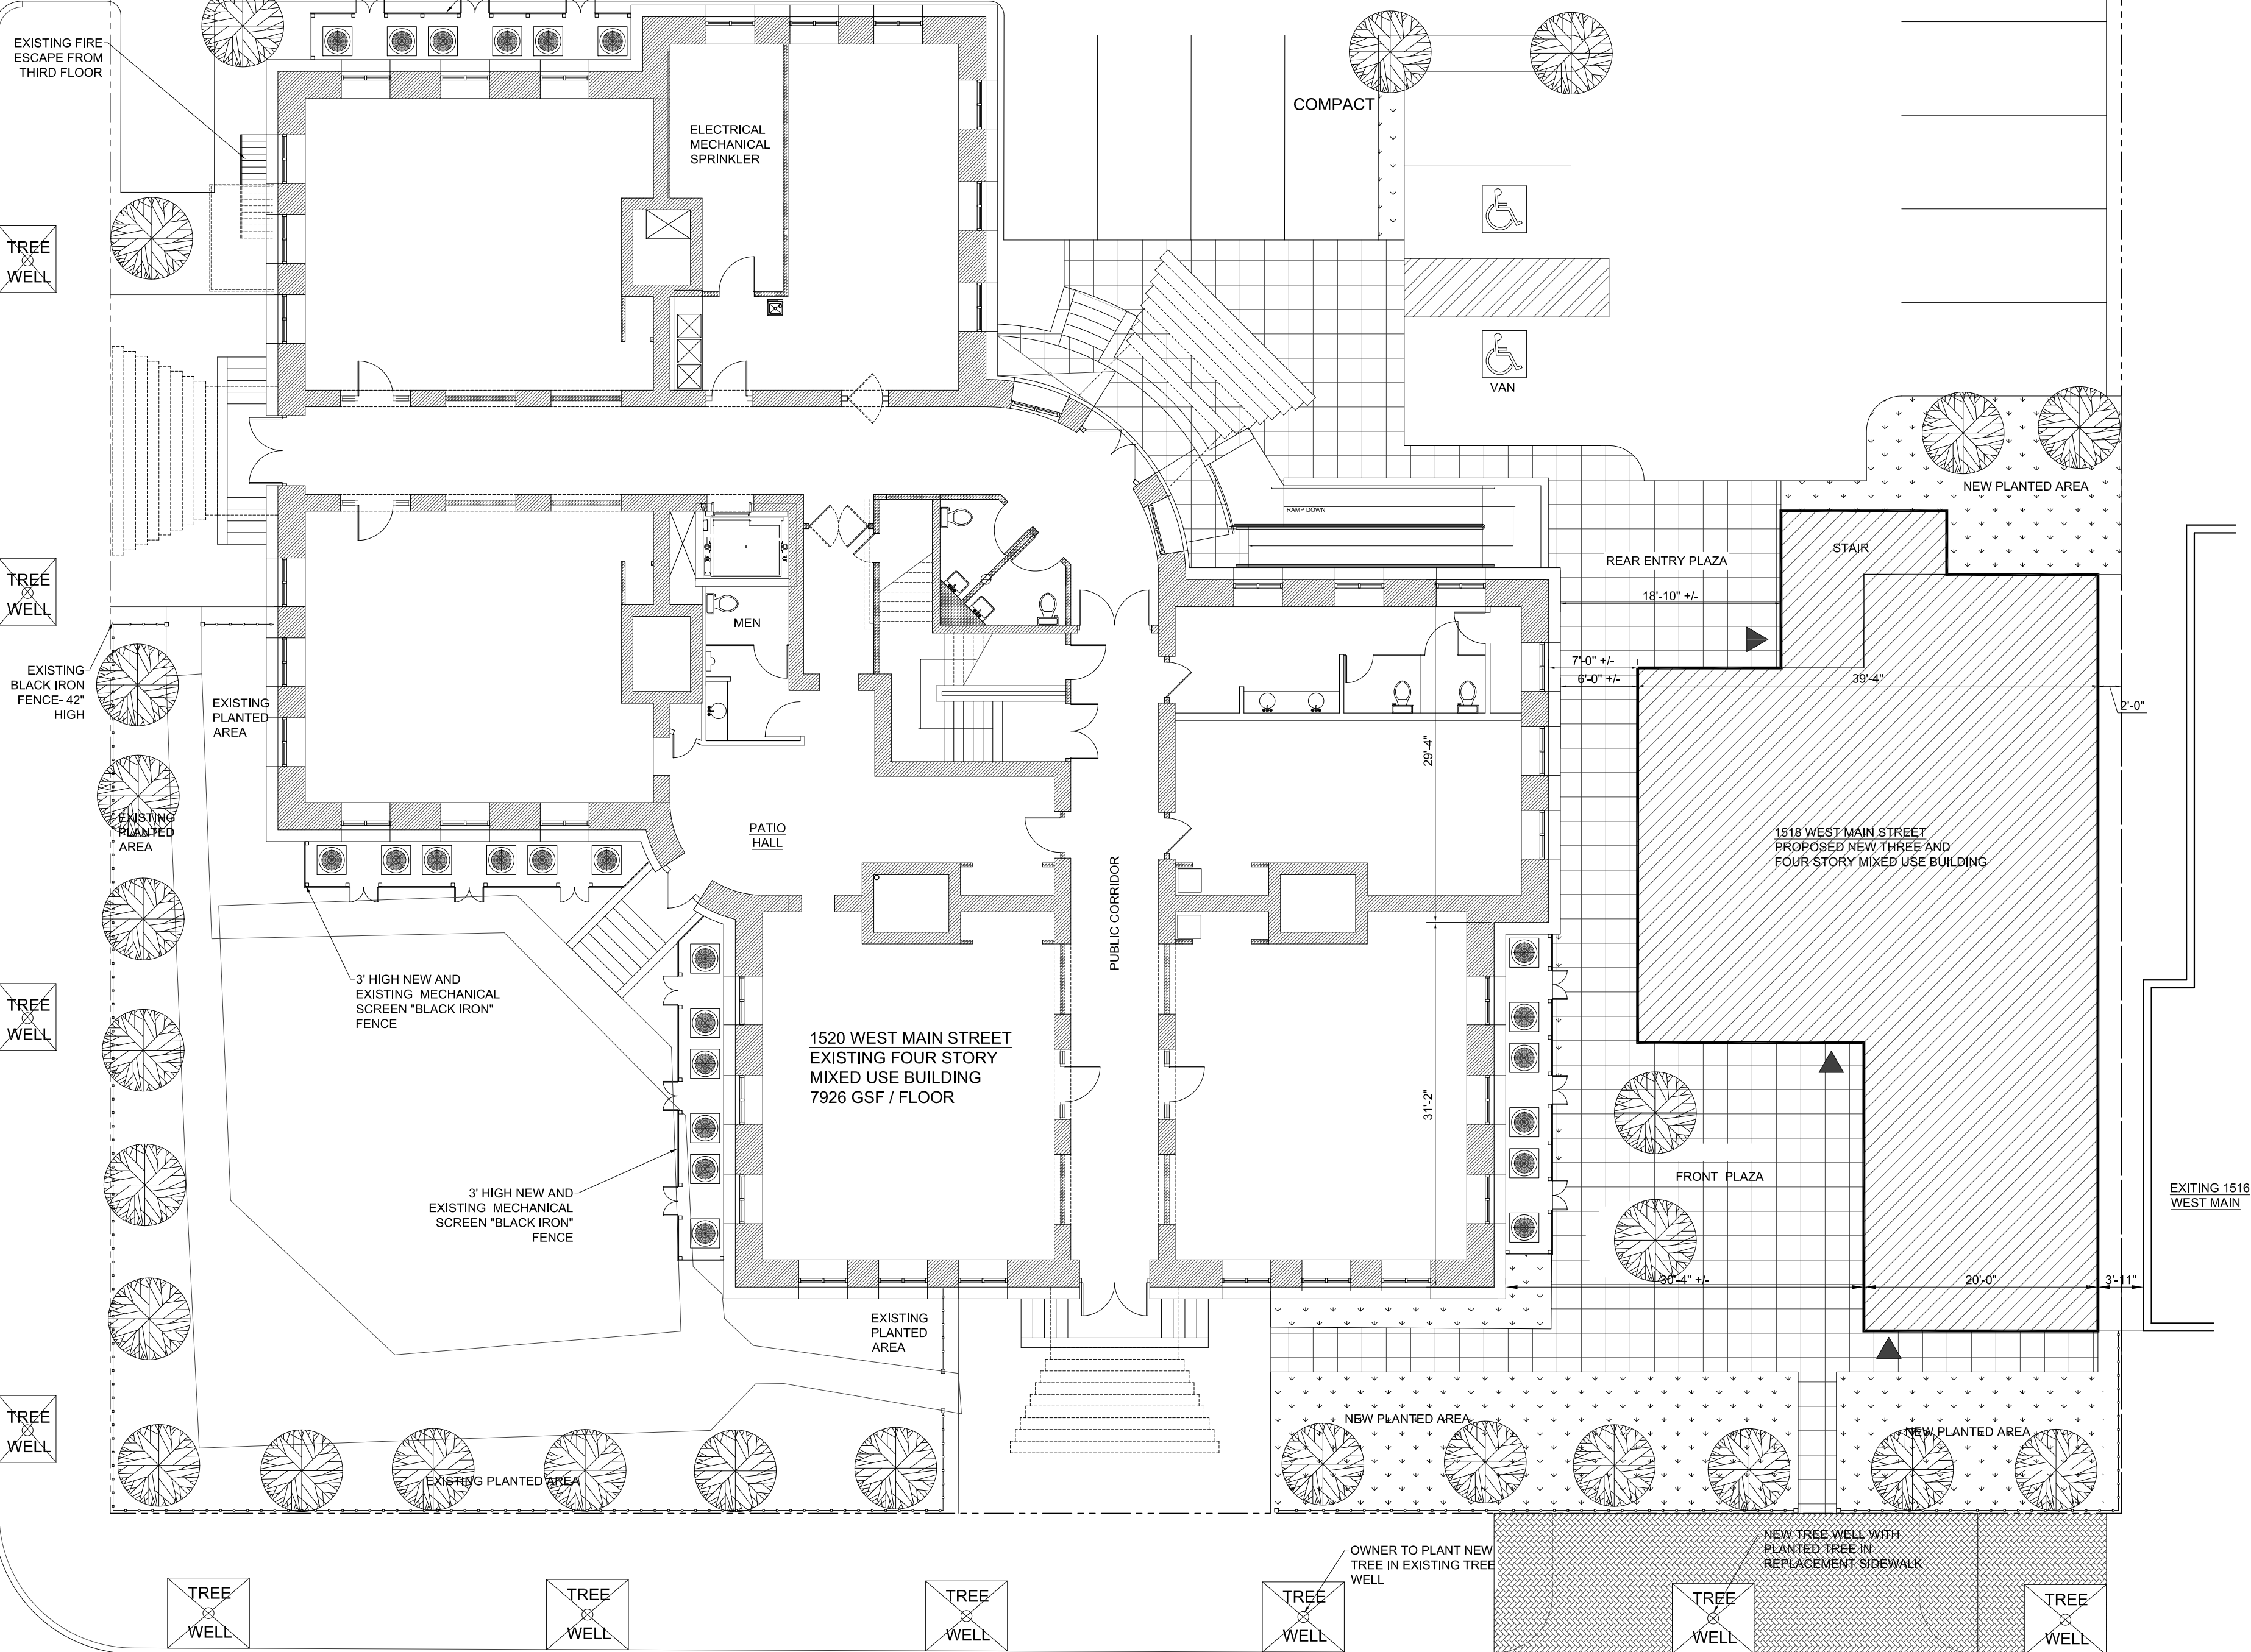 EXISTING FIRE
ESCAPE FROM
THIRD FLOOR
ELECTRICAL
MECHANICAL
SPRINKLER
COMPACT
VAN
TREE
WELL
NEW PLANTED AREA
RAMP DOWN
STAIR
REAR ENTRY PLAZA
18'-10" +/-
TREE
WELL
MEN
EXISTING
BLACK IRON
FENCE- 42"
HIGH
EXISTING
PLANTED
AREA
7'-0" +/-
6'-0" +/-
39'-4"
2'-0"
29'-4"
EXISTING
PLANTED
AREA
PATIO
HALL
1518 WEST MAIN STREET
PROPOSED NEW THREE AND
FOUR STORY MIXED USE BUILDING
PUBLIC CORRIDOR
3' HIGH NEW AND
EXISTING MECHANICAL
SCREEN "BLACK IRON"
FENCE
TREE
WELL
1520 WEST MAIN STREET
EXISTING FOUR STORY
MIXED USE BUILDING
7926 GSF / FLOOR
31'-2"
3' HIGH NEW AND
EXISTING MECHANICAL
SCREEN "BLACK IRON"
FENCE
FRONT PLAZA
EXITING 1516
WEST MAIN
30'-4" +/-
20'-0"
3'-11"
EXISTING
PLANTED
AREA
TREE
WELL
NEW PLANTED AREA
NEW PLANTED AREA
EXISTING PLANTED AREA
OWNER TO PLANT NEW
TREE IN EXISTING TREE
WELL
NEW TREE WELL WITH
PLANTED TREE IN
REPLACEMENT SIDEWALK
TREE
WELL
TREE
WELL
TREE
WELL
TREE
WELL
TREE
WELL
TREE
WELL